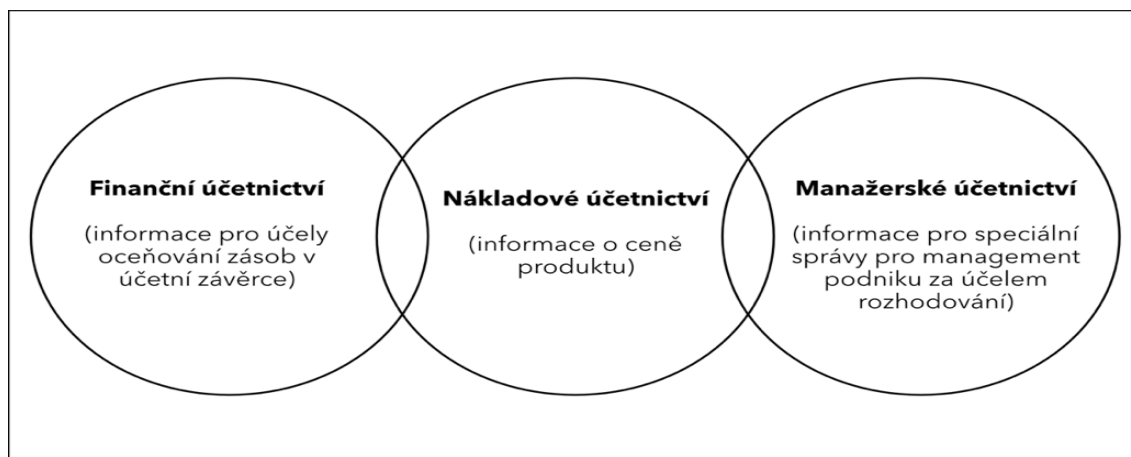 Finanční účetnictví
(informace pro účely
oceňování zásob v
účetní závěrce)
Nákladové účetnictví
(informace o ceně
produktu)
Manažerské účetnictví
(informace pro speciální
správy pro management
podniku za účelem
rozhodování)